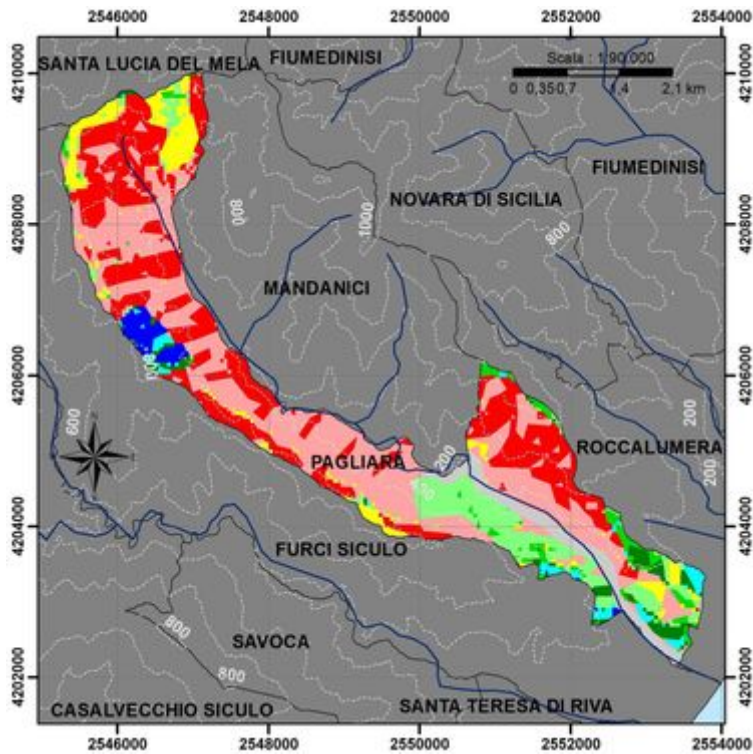 2546000 2548000 2550000 2552000 2554000
4210000 4210000
SANTA LUCIA DEL MELA FIUMEDINISI
Scala : 1:90.000
0 0,35 0,7 1,4 2,1 km
FIUMEDINISI
NOVARA DI SICILIA
800 1000 800
4208000 4208000
MANDANICI
4206000 4206000
600 200 200
ROCCALUMERA
200
PAGLIARA
4204000 4204000
FURCI SICULO
800
SAVOCA
800
4202000 4202000
CASALVECCHIO SICULO SANTA TERESA DI RIVA
2546000 2548000 2550000 2552000 2554000